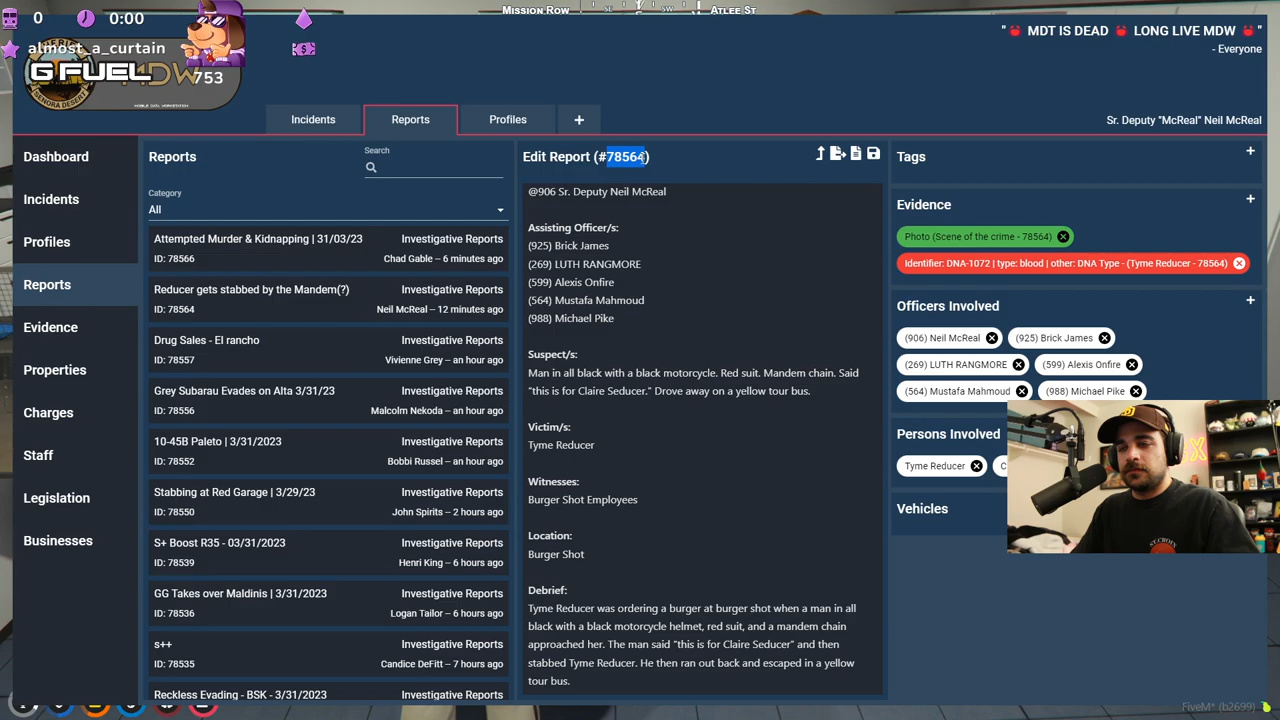 0
0:00
Mission Row
SE
SW
Atlee St
almost_a_curtain
G FUEL
MDW
753
SENORA DESERT
MOBILE DATA WORKSTATION
" MDT IS DEAD LONG LIVE MDW "
- Everyone
Incidents
Reports
Profiles
+
Sr. Deputy "McReal" Neil McReal
Dashboard
Incidents
Profiles
Reports
Evidence
Properties
Charges
Staff
Legislation
Businesses
Reports
Search
Category
All
Attempted Murder & Kidnapping | 31/03/23 Investigative Reports
ID: 78566 Chad Gable – 6 minutes ago
Reducer gets stabbed by the Mandem(?) Investigative Reports
ID: 78564 Neil McReal – 12 minutes ago
Drug Sales - El rancho Investigative Reports
ID: 78557 Vivienne Grey – an hour ago
Grey Subarau Evades on Alta 3/31/23 Investigative Reports
ID: 78556 Malcolm Nekoda – an hour ago
10-45B Paleto | 3/31/2023 Investigative Reports
ID: 78552 Bobbi Russel – an hour ago
Stabbing at Red Garage | 3/29/23 Investigative Reports
ID: 78550 John Spirits – 2 hours ago
S+ Boost R35 - 03/31/2023 Investigative Reports
ID: 78539 Henri King – 6 hours ago
GG Takes over Maldinis | 3/31/2023 Investigative Reports
ID: 78536 Logan Tailor – 6 hours ago
s++ Investigative Reports
ID: 78535 Candice DeFitt – 7 hours ago
Reckless Evading - BSK - 3/31/2023 Investigative Reports
Edit Report (#78564)
@906 Sr. Deputy Neil McReal
Assisting Officer/s:
(925) Brick James
(269) LUTH RANGMORE
(599) Alexis Onfire
(564) Mustafa Mahmoud
(988) Michael Pike
Suspect/s:
Man in all black with a black motorcycle. Red suit. Mandem chain. Said
“this is for Claire Seducer.” Drove away on a yellow tour bus.
Victim/s:
Tyme Reducer
Witnesses:
Burger Shot Employees
Location:
Burger Shot
Debrief:
Tyme Reducer was ordering a burger at burger shot when a man in all
black with a black motorcycle helmet, red suit, and a mandem chain
approached her. The man said “this is for Claire Seducer” and then
stabbed Tyme Reducer. He then ran out back and escaped in a yellow
tour bus.
Tags
+
Evidence
+
Photo (Scene of the crime - 78564)
Identifier: DNA-1072 | type: blood | other: DNA Type - (Tyme Reducer - 78564)
Officers Involved
+
(906) Neil McReal (925) Brick James
(269) LUTH RANGMORE (599) Alexis Onfire
(564) Mustafa Mahmoud (988) Michael Pike
Persons Involved
Tyme Reducer
Vehicles
ST. CROIX
FiveM* (b2699)